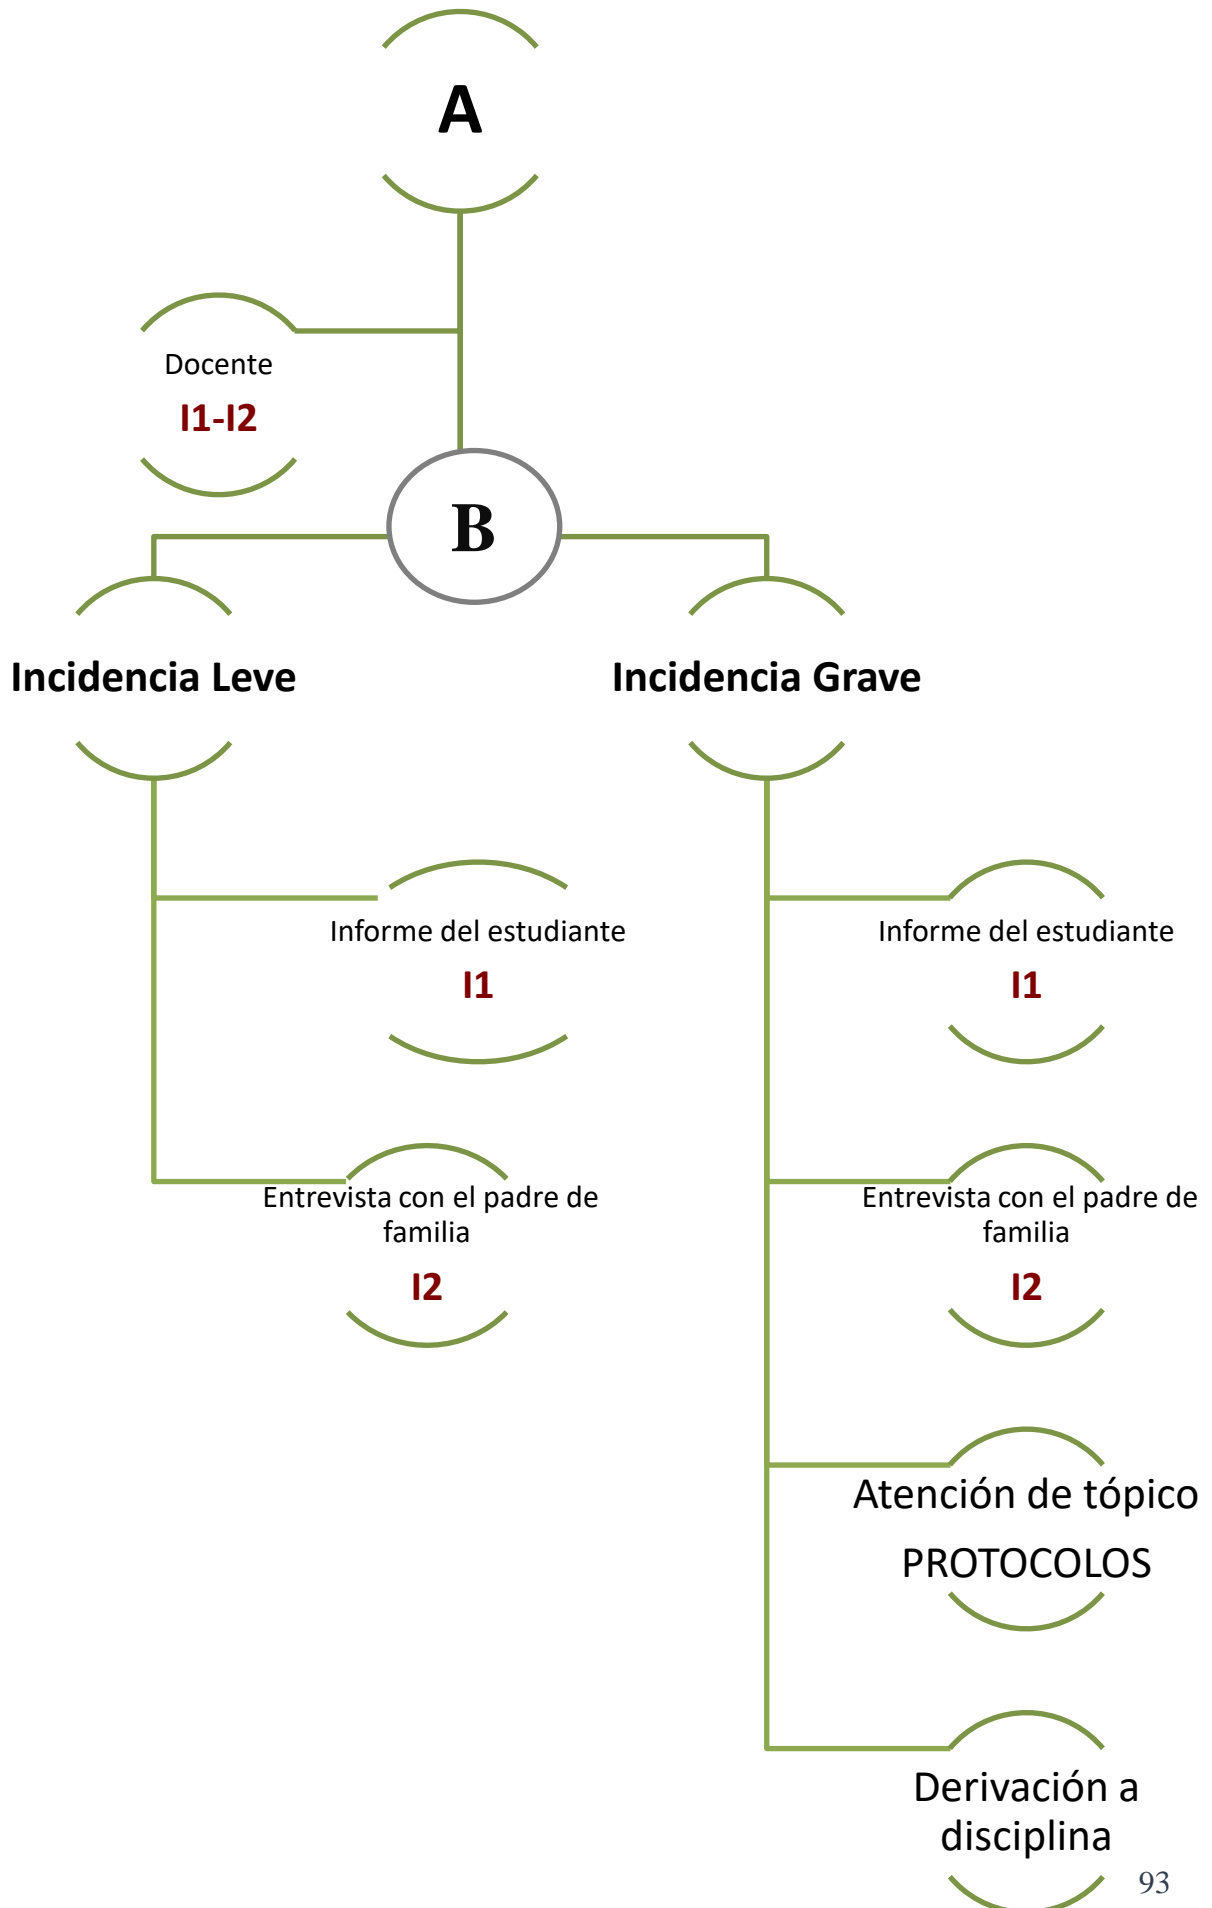 A
Docente
I1-I2
B
Incidencia Leve
Incidencia Grave
Informe del estudiante
I1
Informe del estudiante
I1
Entrevista con el padre de
familia
I2
Entrevista con el padre de
familia
I2
Atención de tópico
PROTOCOLOS
Derivación a
disciplina
93